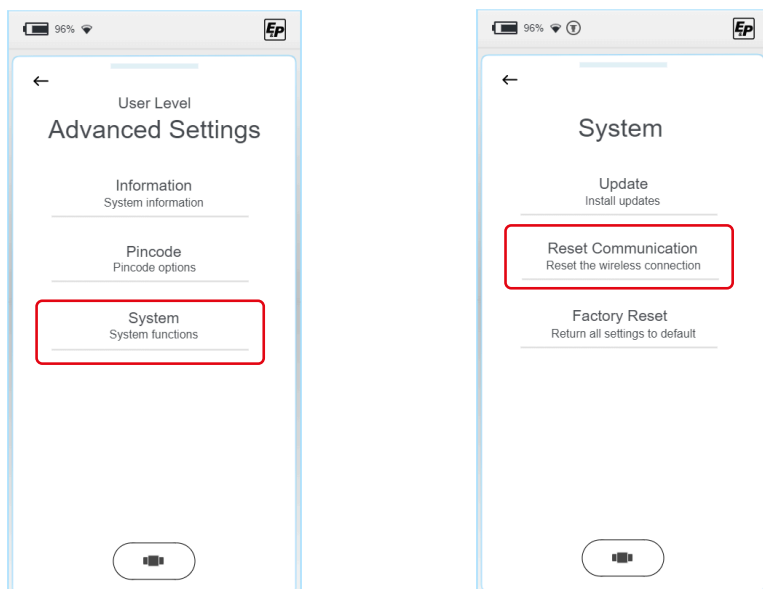 96%
EP
User Level
Advanced Settings
Information
System information
Pincode
Pincode options
System
System functions
96% T
EP
System
Update
Install updates
Reset Communication
Reset the wireless connection
Factory Reset
Return all settings to default